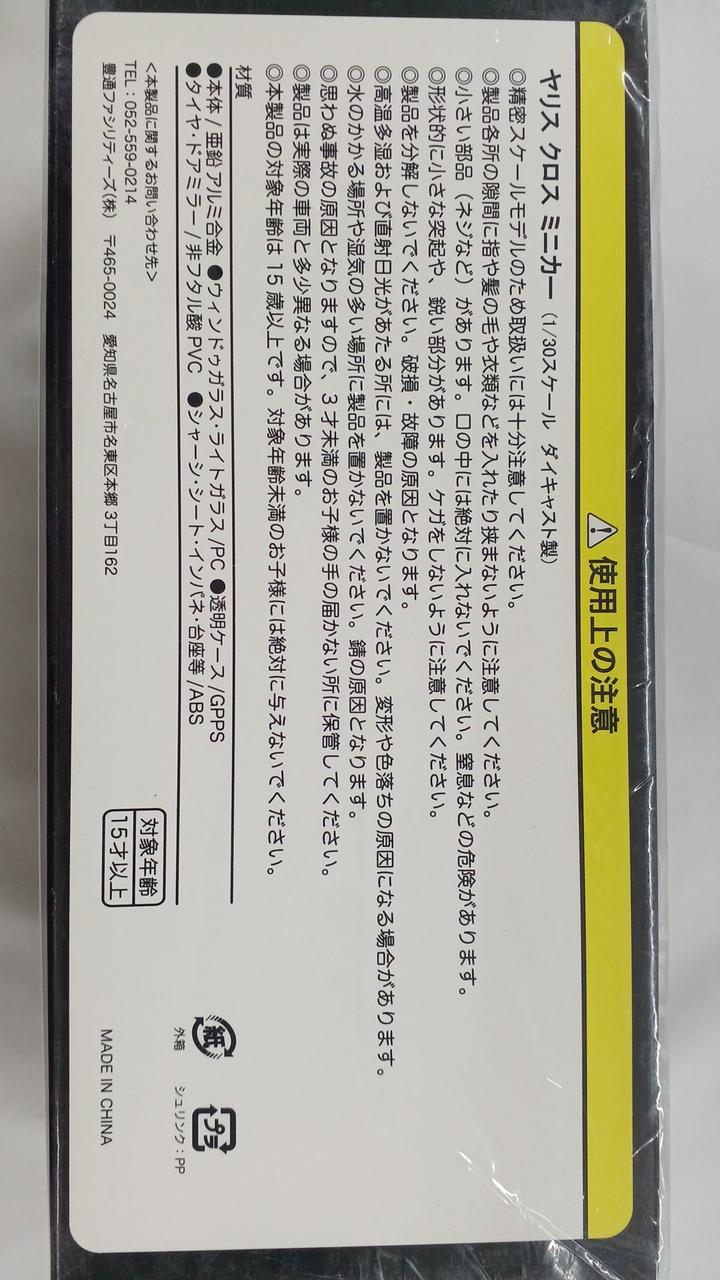 使用上の注意
ヤリス クロス ミニカー（1/30スケール ダイキャスト製）
◎精密スケールモデルのため取扱いには十分注意してください。
◎製品各所の隙間に指や髪の毛や衣類などを入れたり挟まないように注意してください。
◎小さい部品（ネジなど）があります。口の中には絶対に入れないでください。窒息などの危険があります。
◎形状的に小さな突起や、鋭い部分があります。ケガをしないように注意してください。
◎製品を分解しないでください。破損・故障の原因となります。
◎高温多湿および直射日光があたる所には、製品を置かないでください。変形や色落ちの原因になる場合があります。
◎水のかかる場所や湿気の多い場所に製品を置かないでください。錆の原因となります。
◎思わぬ事故の原因となりますので、3才未満のお子様の手の届かない所に保管してください。
◎製品は実際の車両と多少異なる場合があります。
◎本製品の対象年齢は15歳以上です。対象年齢未満のお子様には絶対に与えないでください。
材質
●本体/亜鉛アルミ合金 ●ウィンドゥガラス・ライトガラス/PC ●透明ケース/GPPS
●タイヤ・ドアミラー/非フタル酸PVC ●シャーシ・シート・インパネ・台座等/ABS
<本製品に関するお問い合わせ先>
TEL：052-559-0214
豊通ファシリティーズ(株) 〒465-0024 愛知県名古屋市名東区本郷3丁目162
対象年齢
15才以上
紙
外箱
プラ
シュリンク：PP
MADE IN CHINA